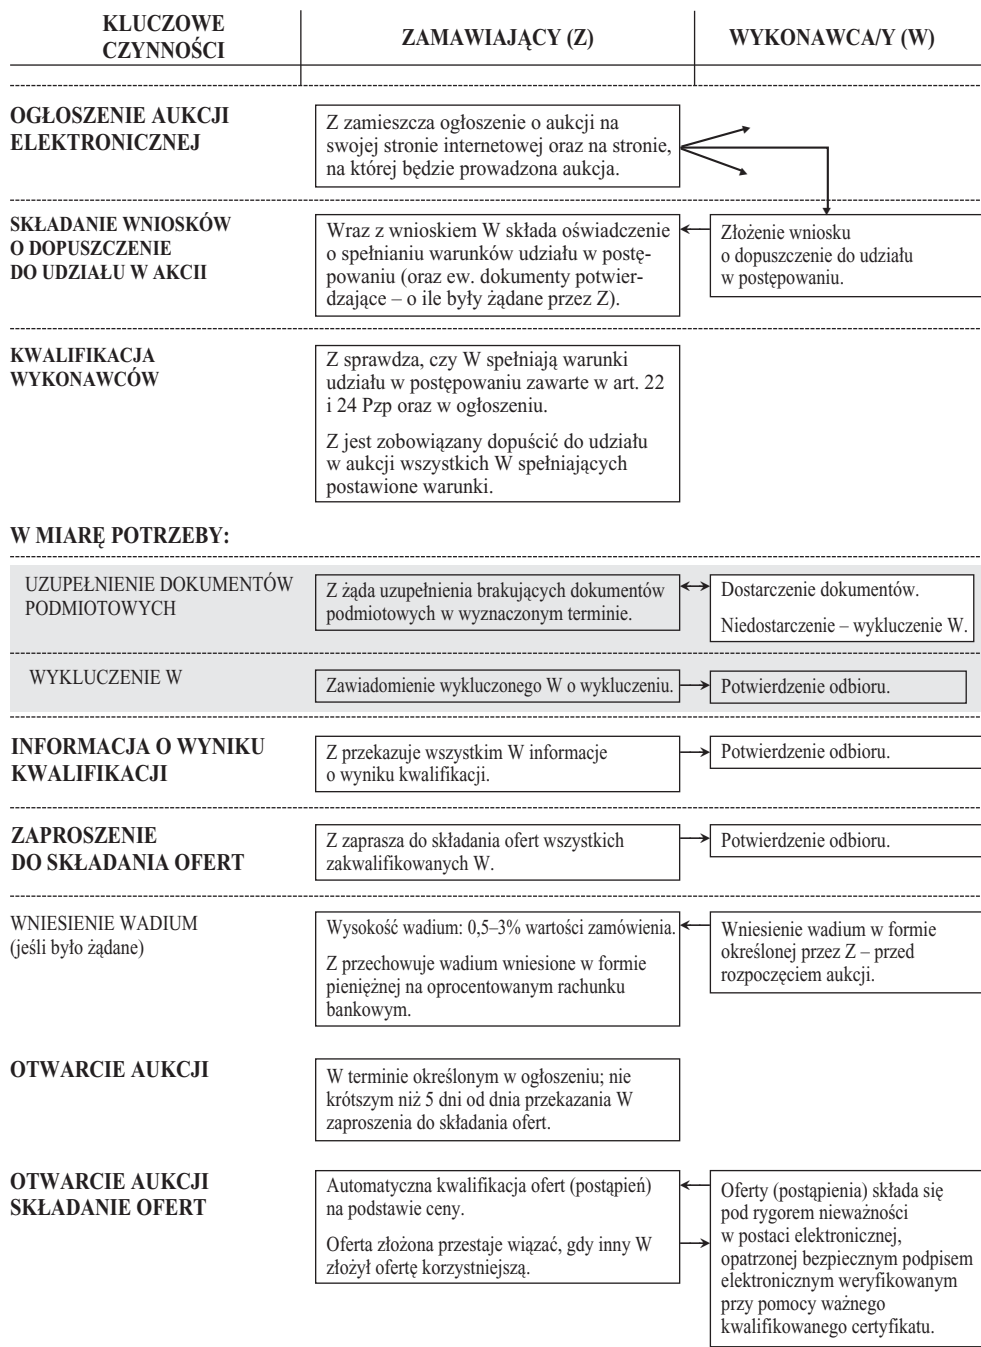 KLUCZOWE
CZYNNOŚCI
ZAMAWIAJĄCY (Z)
WYKONAWCA/Y (W)
OGŁOSZENIE AUKCJI
ELEKTRONICZNEJ
Z zamieszcza ogłoszenie o aukcji na
swojej stronie internetowej oraz na stronie,
na której będzie prowadzona aukcja.
SKŁADANIE WNIOSKÓW
O DOPUSZCZENIE
DO UDZIAŁU W AKCII
Wraz z wnioskiem W składa oświadczenie
o spełnianiu warunków udziału w postę-
powaniu (oraz ew. dokumenty potwier-
dzające – o ile były żądane przez Z).
Złożenie wniosku
o dopuszczenie do udziału
w postępowaniu.
KWALIFIKACJA
WYKONAWCÓW
Z sprawdza, czy W spełniają warunki
udziału w postępowaniu zawarte w art. 22
i 24 Pzp oraz w ogłoszeniu.
Z jest zobowiązany dopuścić do udziału
w aukcji wszystkich W spełniających
postawione warunki.
W MIARĘ POTRZEBY:
UZUPEŁNIENIE DOKUMENTÓW
PODMIOTOWYCH
Z żąda uzupełnienia brakujących dokumentów
podmiotowych w wyznaczonym terminie.
Dostarczenie dokumentów.
Niedostarczenie – wykluczenie W.
WYKLUCZENIE W
Zawiadomienie wykluczonego W o wykluczeniu.
Potwierdzenie odbioru.
INFORMACJA O WYNIKU
KWALIFIKACJI
Z przekazuje wszystkim W informacje
o wyniku kwalifikacji.
Potwierdzenie odbioru.
ZAPROSZENIE
DO SKŁADANIA OFERT
Z zaprasza do składania ofert wszystkich
zakwalifikowanych W.
Potwierdzenie odbioru.
WNIESIENIE WADIUM
(jeśli było żądane)
Wysokość wadium: 0,5–3% wartości zamówienia.
Z przechowuje wadium wniesione w formie
pieniężnej na oprocentowanym rachunku
bankowym.
Wniesienie wadium w formie
określonej przez Z – przed
rozpoczęciem aukcji.
OTWARCIE AUKCJI
W terminie określonym w ogłoszeniu; nie
krótszym niż 5 dni od dnia przekazania W
zaproszenia do składania ofert.
OTWARCIE AUKCJI
SKŁADANIE OFERT
Automatyczna kwalifikacja ofert (postąpień)
na podstawie ceny.
Oferta złożona przestaje wiązać, gdy inny W
złożył ofertę korzystniejszą.
Oferty (postąpienia) składa się
pod rygorem nieważności
w postaci elektronicznej,
opatrzonej bezpiecznym podpisem
elektronicznym weryfikowanym
przy pomocy ważnego
kwalifikowanego certyfikatu.